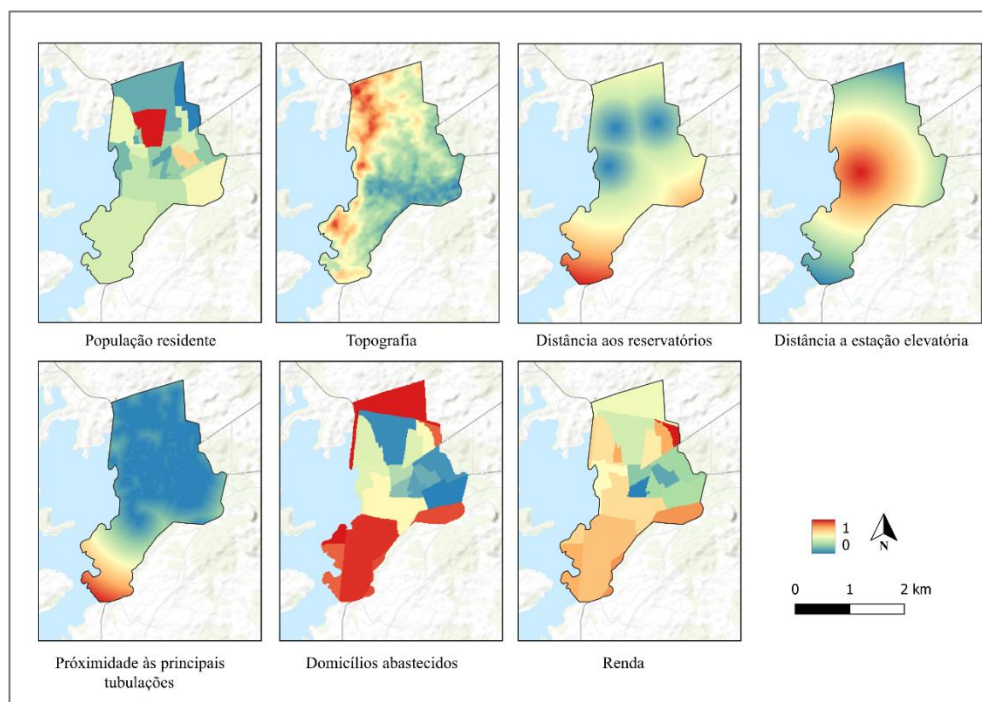 População residente
Topografia
Distância aos reservatórios
Distância a estação elevatória
Próximidade às principais
tubulações
Domicílios abastecidos
Renda
1
0
N
0 1 2 km